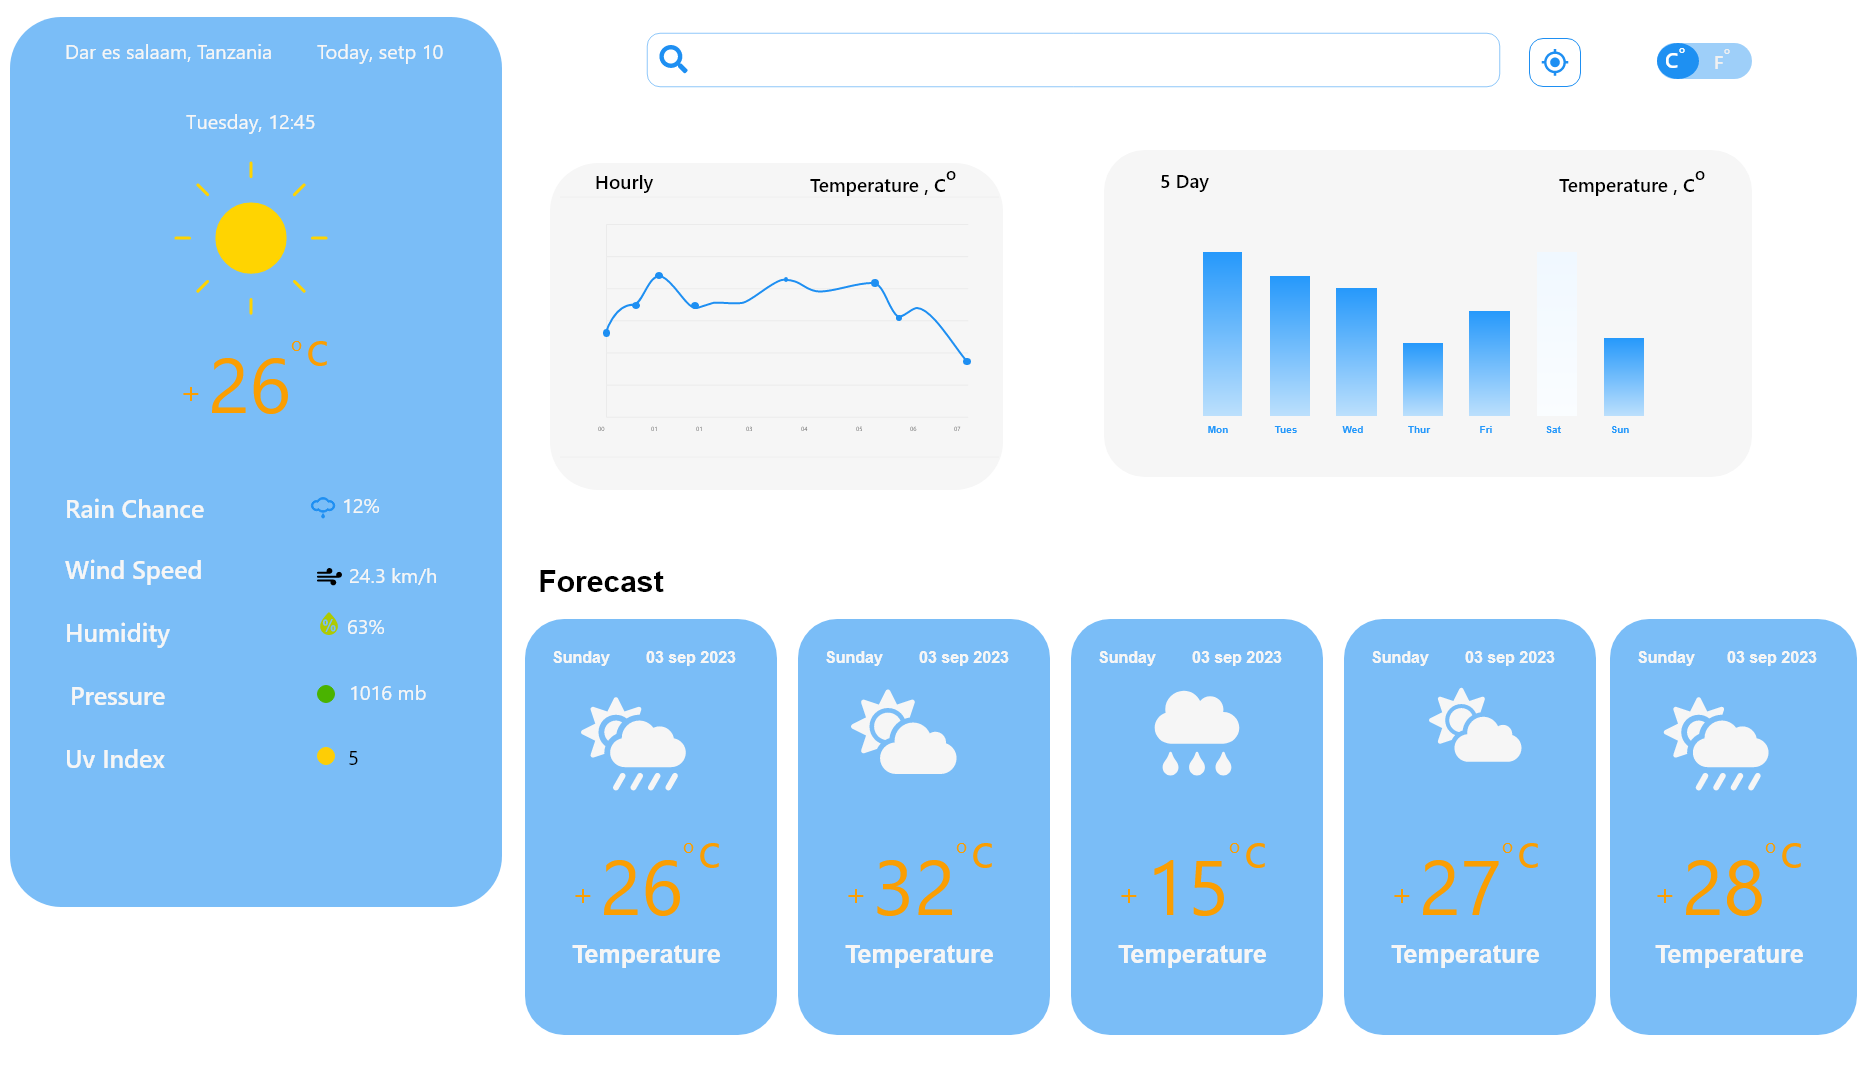 Dar es salaam, Tanzania Today, setp 10
Tuesday, 12:45
+ 26 °C
Rain Chance 12%
Wind Speed 24.3 km/h
Humidity 63%
Pressure 1016 mb
Uv Index 5
C° F°
Hourly Temperature , C°
00 01 01 03 04 05 06 07
5 Day Temperature , C°
Mon Tues Wed Thur Fri Sat Sun
Forecast
Sunday 03 sep 2023
+ 26 °C
Temperature
Sunday 03 sep 2023
+ 32 °C
Temperature
Sunday 03 sep 2023
+ 15 °C
Temperature
Sunday 03 sep 2023
+ 27 °C
Temperature
Sunday 03 sep 2023
+ 28 °C
Temperature